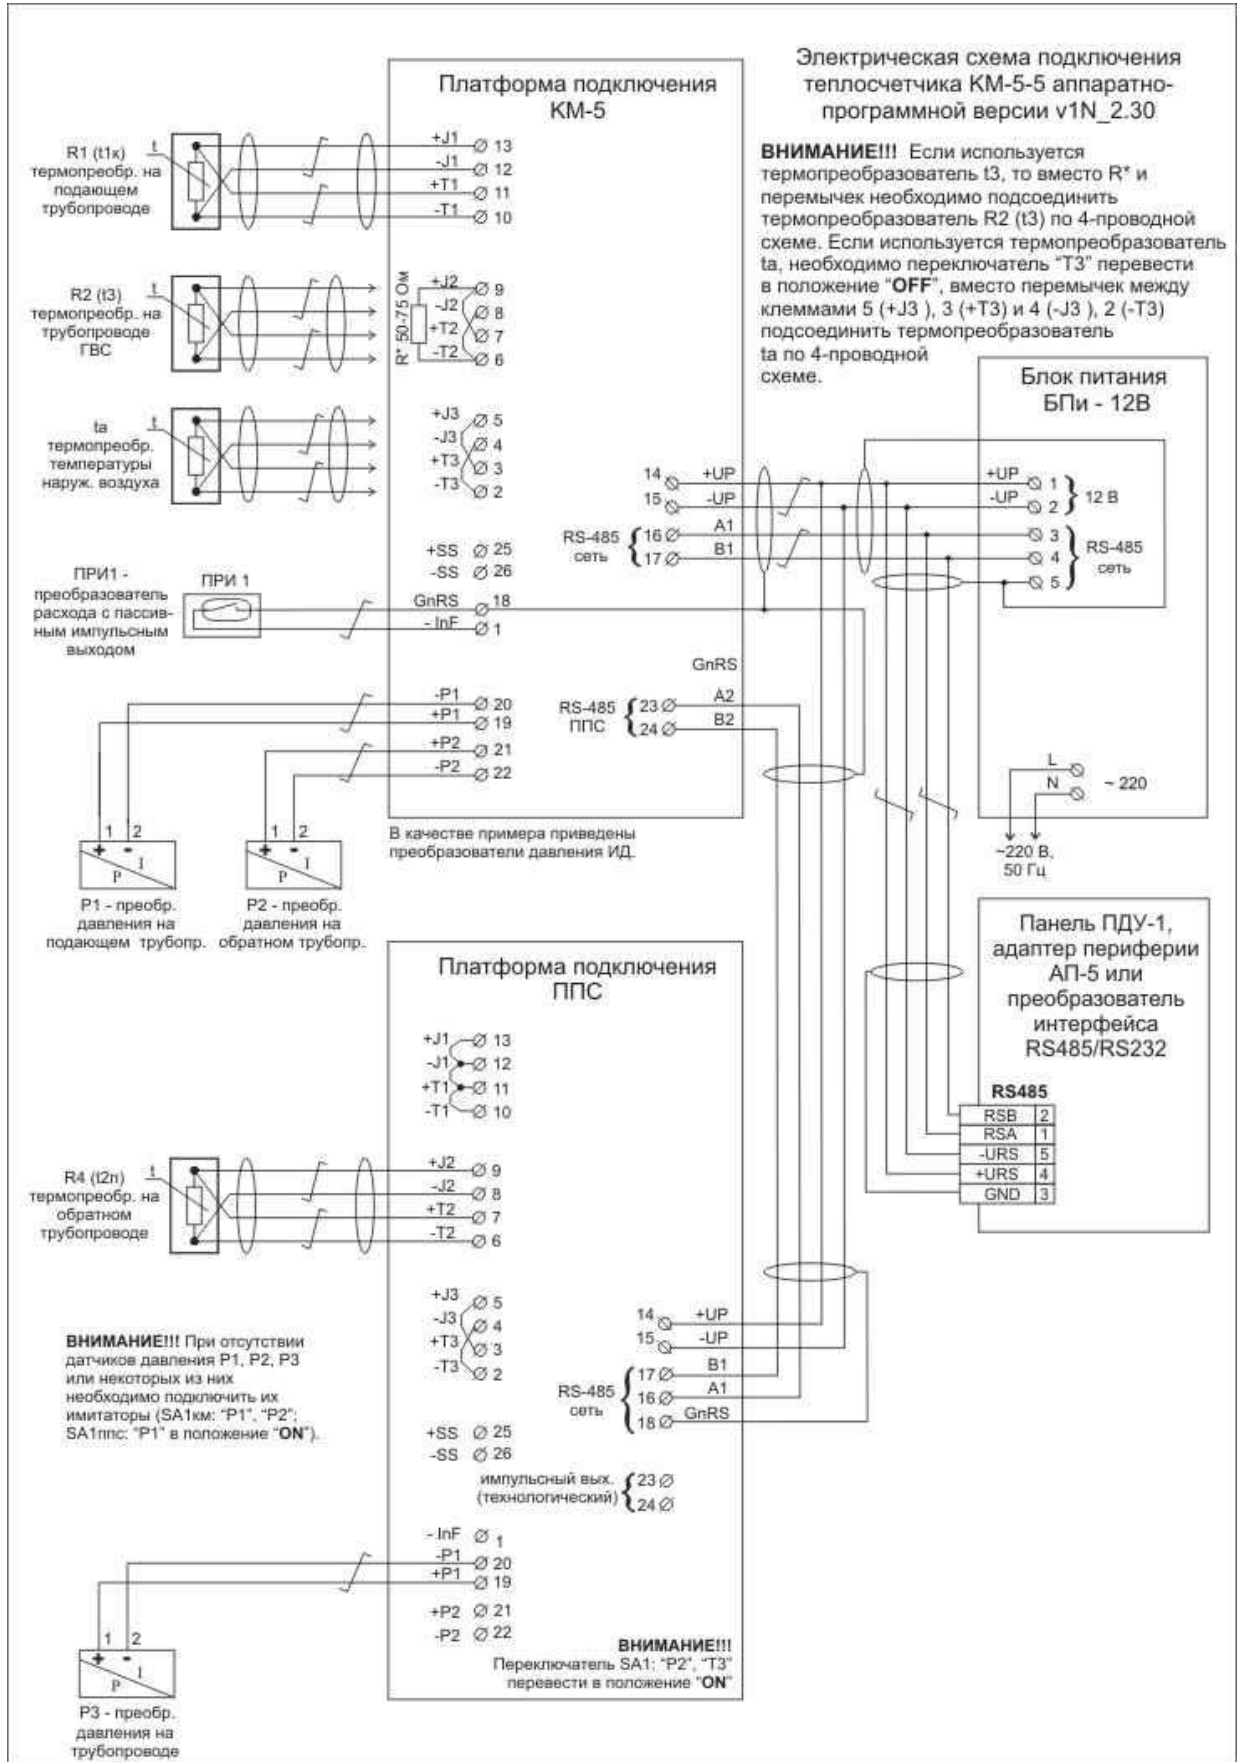 Электрическая схема подключения
теплосчетчика КМ-5-5 аппаратно-
программной версии v1N_2.30
ВНИМАНИЕ!!! Если используется
термопреобразователь t3, то вместо R* и
перемычек необходимо подсоединить
термопреобразователь R2 (t3) по 4-проводной
схеме. Если используется термопреобразователь
ta, необходимо переключатель “Т3” перевести
в положение “OFF”, вместо перемычек между
клеммами 5 (+J3 ), 3 (+T3) и 4 (-J3 ), 2 (-T3)
подсоединить термопреобразователь
ta по 4-проводной
схеме.
Платформа подключения
КМ-5
R1 (t1к)
термопреобр. на
подающем
трубопроводе
t
+J1 13
-J1 12
+T1 11
-T1 10
R2 (t3)
термопреобр. на
трубопроводе
ГВС
t
R* 50-75 Ом
+J2 9
-J2 8
+T2 7
-T2 6
ta
термопреобр.
температуры
наруж. воздуха
t
+J3 5
-J3 4
+T3 3
-T3 2
+SS 25
-SS 26
ПРИ1 -
преобразователь
расхода с пассив-
ным импульсным
выходом
ПРИ 1
GnRS 18
- InF 1
-P1 20
+P1 19
+P2 21
-P2 22
14 +UP
15 -UP
RS-485
сеть
16 A1
17 B1
GnRS
RS-485
ППС
23 A2
24 B2
Блок питания
БПи - 12В
+UP 1
-UP 2
12 В
3
4
5
RS-485
сеть
L
N
~ 220
~220 В,
50 Гц
1 2
+ -
I
P
P1 - преобр.
давления на
подающем трубопр.
1 2
+ -
I
P
P2 - преобр.
давления на
обратном трубопр.
В качестве примера приведены
преобразователи давления ИД.
Панель ПДУ-1,
адаптер периферии
АП-5 или
преобразователь
интерфейса
RS485/RS232
RS485
RSB 2
RSA 1
-URS 5
+URS 4
GND 3
Платформа подключения
ППС
+J1 13
-J1 12
+T1 11
-T1 10
R4 (t2п)
термопреобр. на
обратном
трубопроводе
t
+J2 9
-J2 8
+T2 7
-T2 6
+J3 5
-J3 4
+T3 3
-T3 2
14 +UP
15 -UP
RS-485
сеть
17 B1
16 A1
18 GnRS
ВНИМАНИЕ!!! При отсутствии
датчиков давления P1, P2, P3
или некоторых из них
необходимо подключить их
имитаторы (SA1км: “P1”, “P2”;
SA1ппс: “P1” в положение “ON”).
+SS 25
-SS 26
импульсный вых.
(технологический)
23
24
- InF 1
-P1 20
+P1 19
+P2 21
-P2 22
ВНИМАНИЕ!!!
Переключатель SA1: “P2”, “T3”
перевести в положение “ON”
1 2
+ -
I
P
P3 - преобр.
давления на
трубопроводе